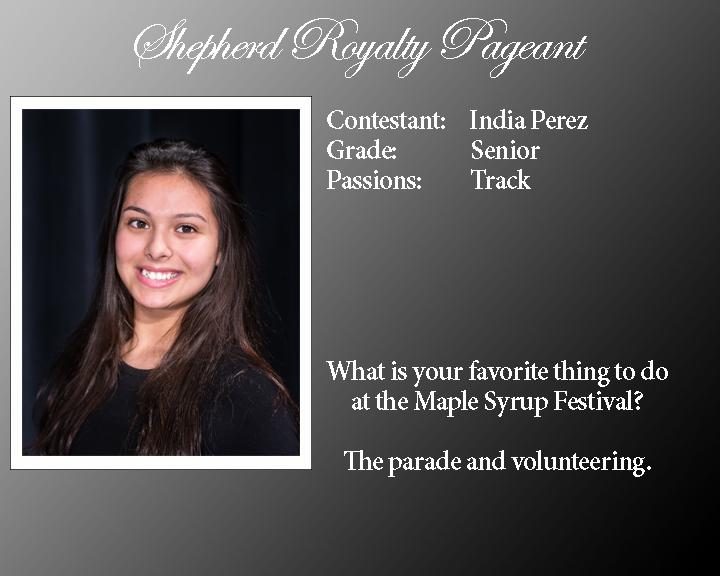 Shepherd Royalty Pageant
Contestant: India Perez
Grade: Senior
Passions: Track
What is your favorite thing to do
at the Maple Syrup Festival?
The parade and volunteering.